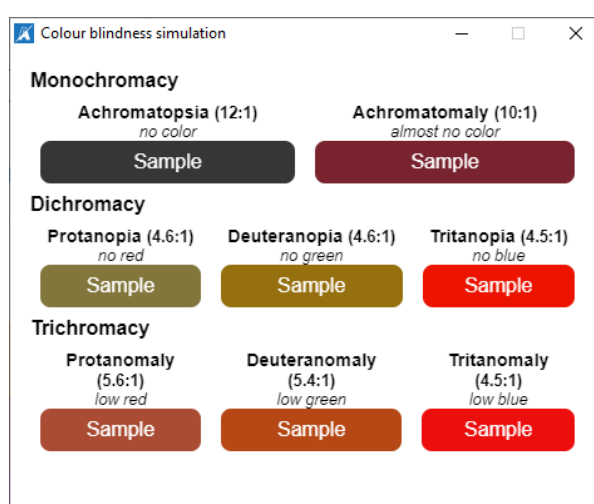 Colour blindness simulation
Monochromacy
Achromatopsia (12:1)
no color
Sample
Achromatomaly (10:1)
almost no color
Sample
Dichromacy
Protanopia (4.6:1)
no red
Sample
Deuteranopia (4.6:1)
no green
Sample
Tritanopia (4.5:1)
no blue
Sample
Trichromacy
Protanomaly
(5.6:1)
low red
Sample
Deuteranomaly
(5.4:1)
low green
Sample
Tritanomaly
(4.5:1)
low blue
Sample